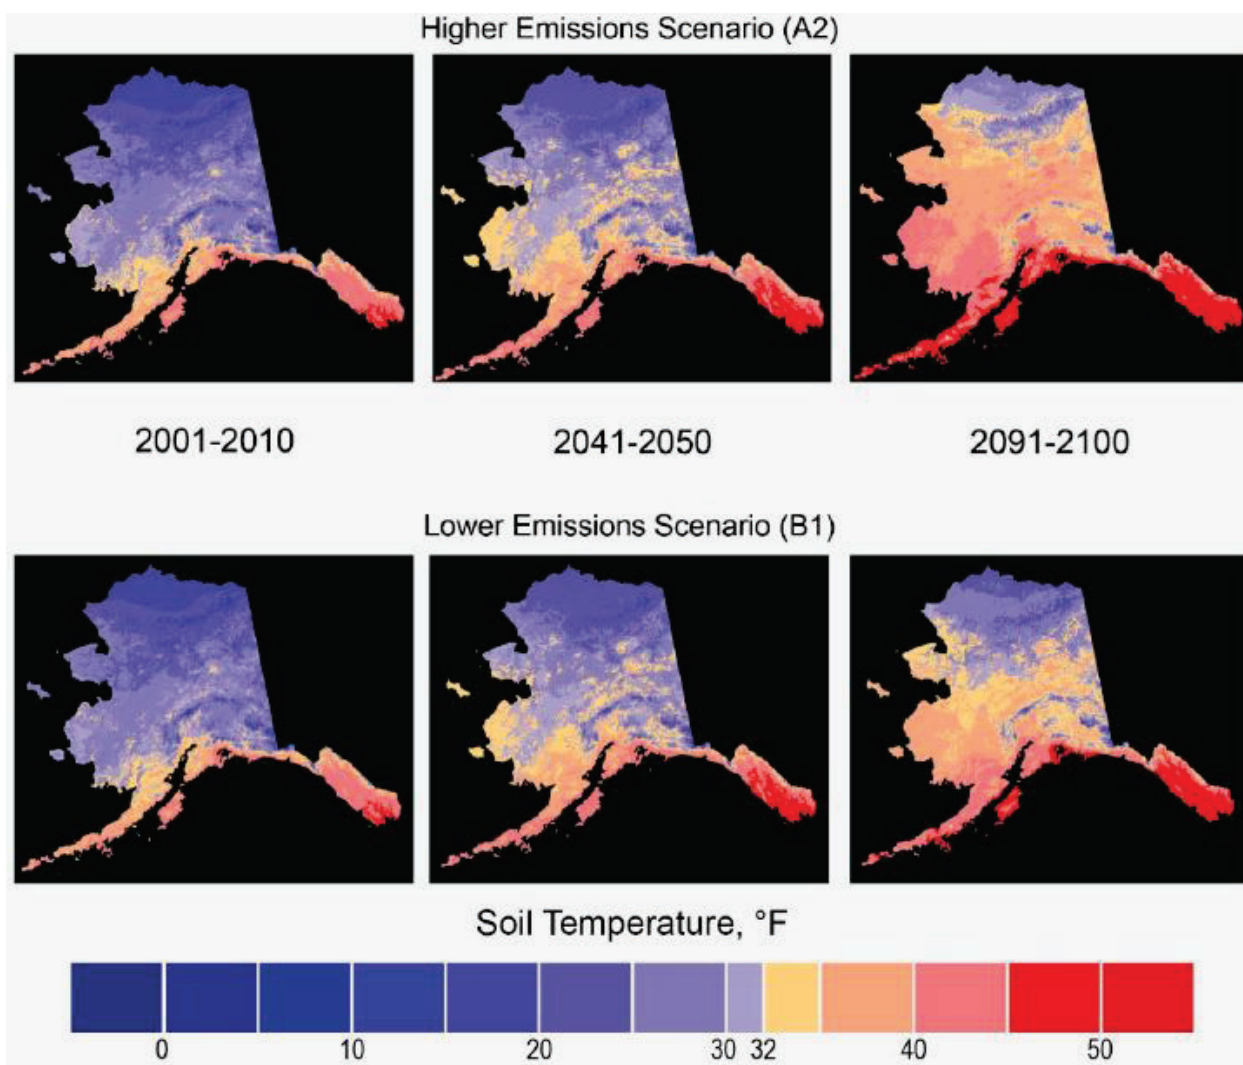 Higher Emissions Scenario (A2)
2001-2010 2041-2050 2091-2100
Lower Emissions Scenario (B1)
Soil Temperature, °F
0 10 20 30 32 40 50